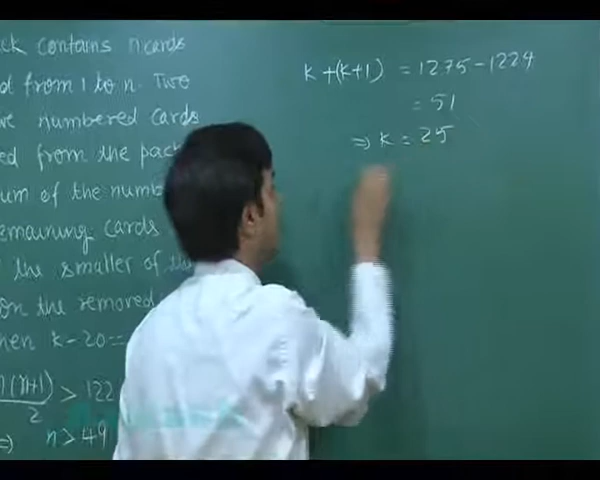 ck contains n cards
d from 1 to n. Two
ve numbered cards
ed from the pack
um of the numb
emaining cards
the smaller of th
on the removed
hen k-20=
n(n+1)/2 > 122
⇒ n>49
k+(k+1) = 1275-1224
= 51
⇒ k = 25